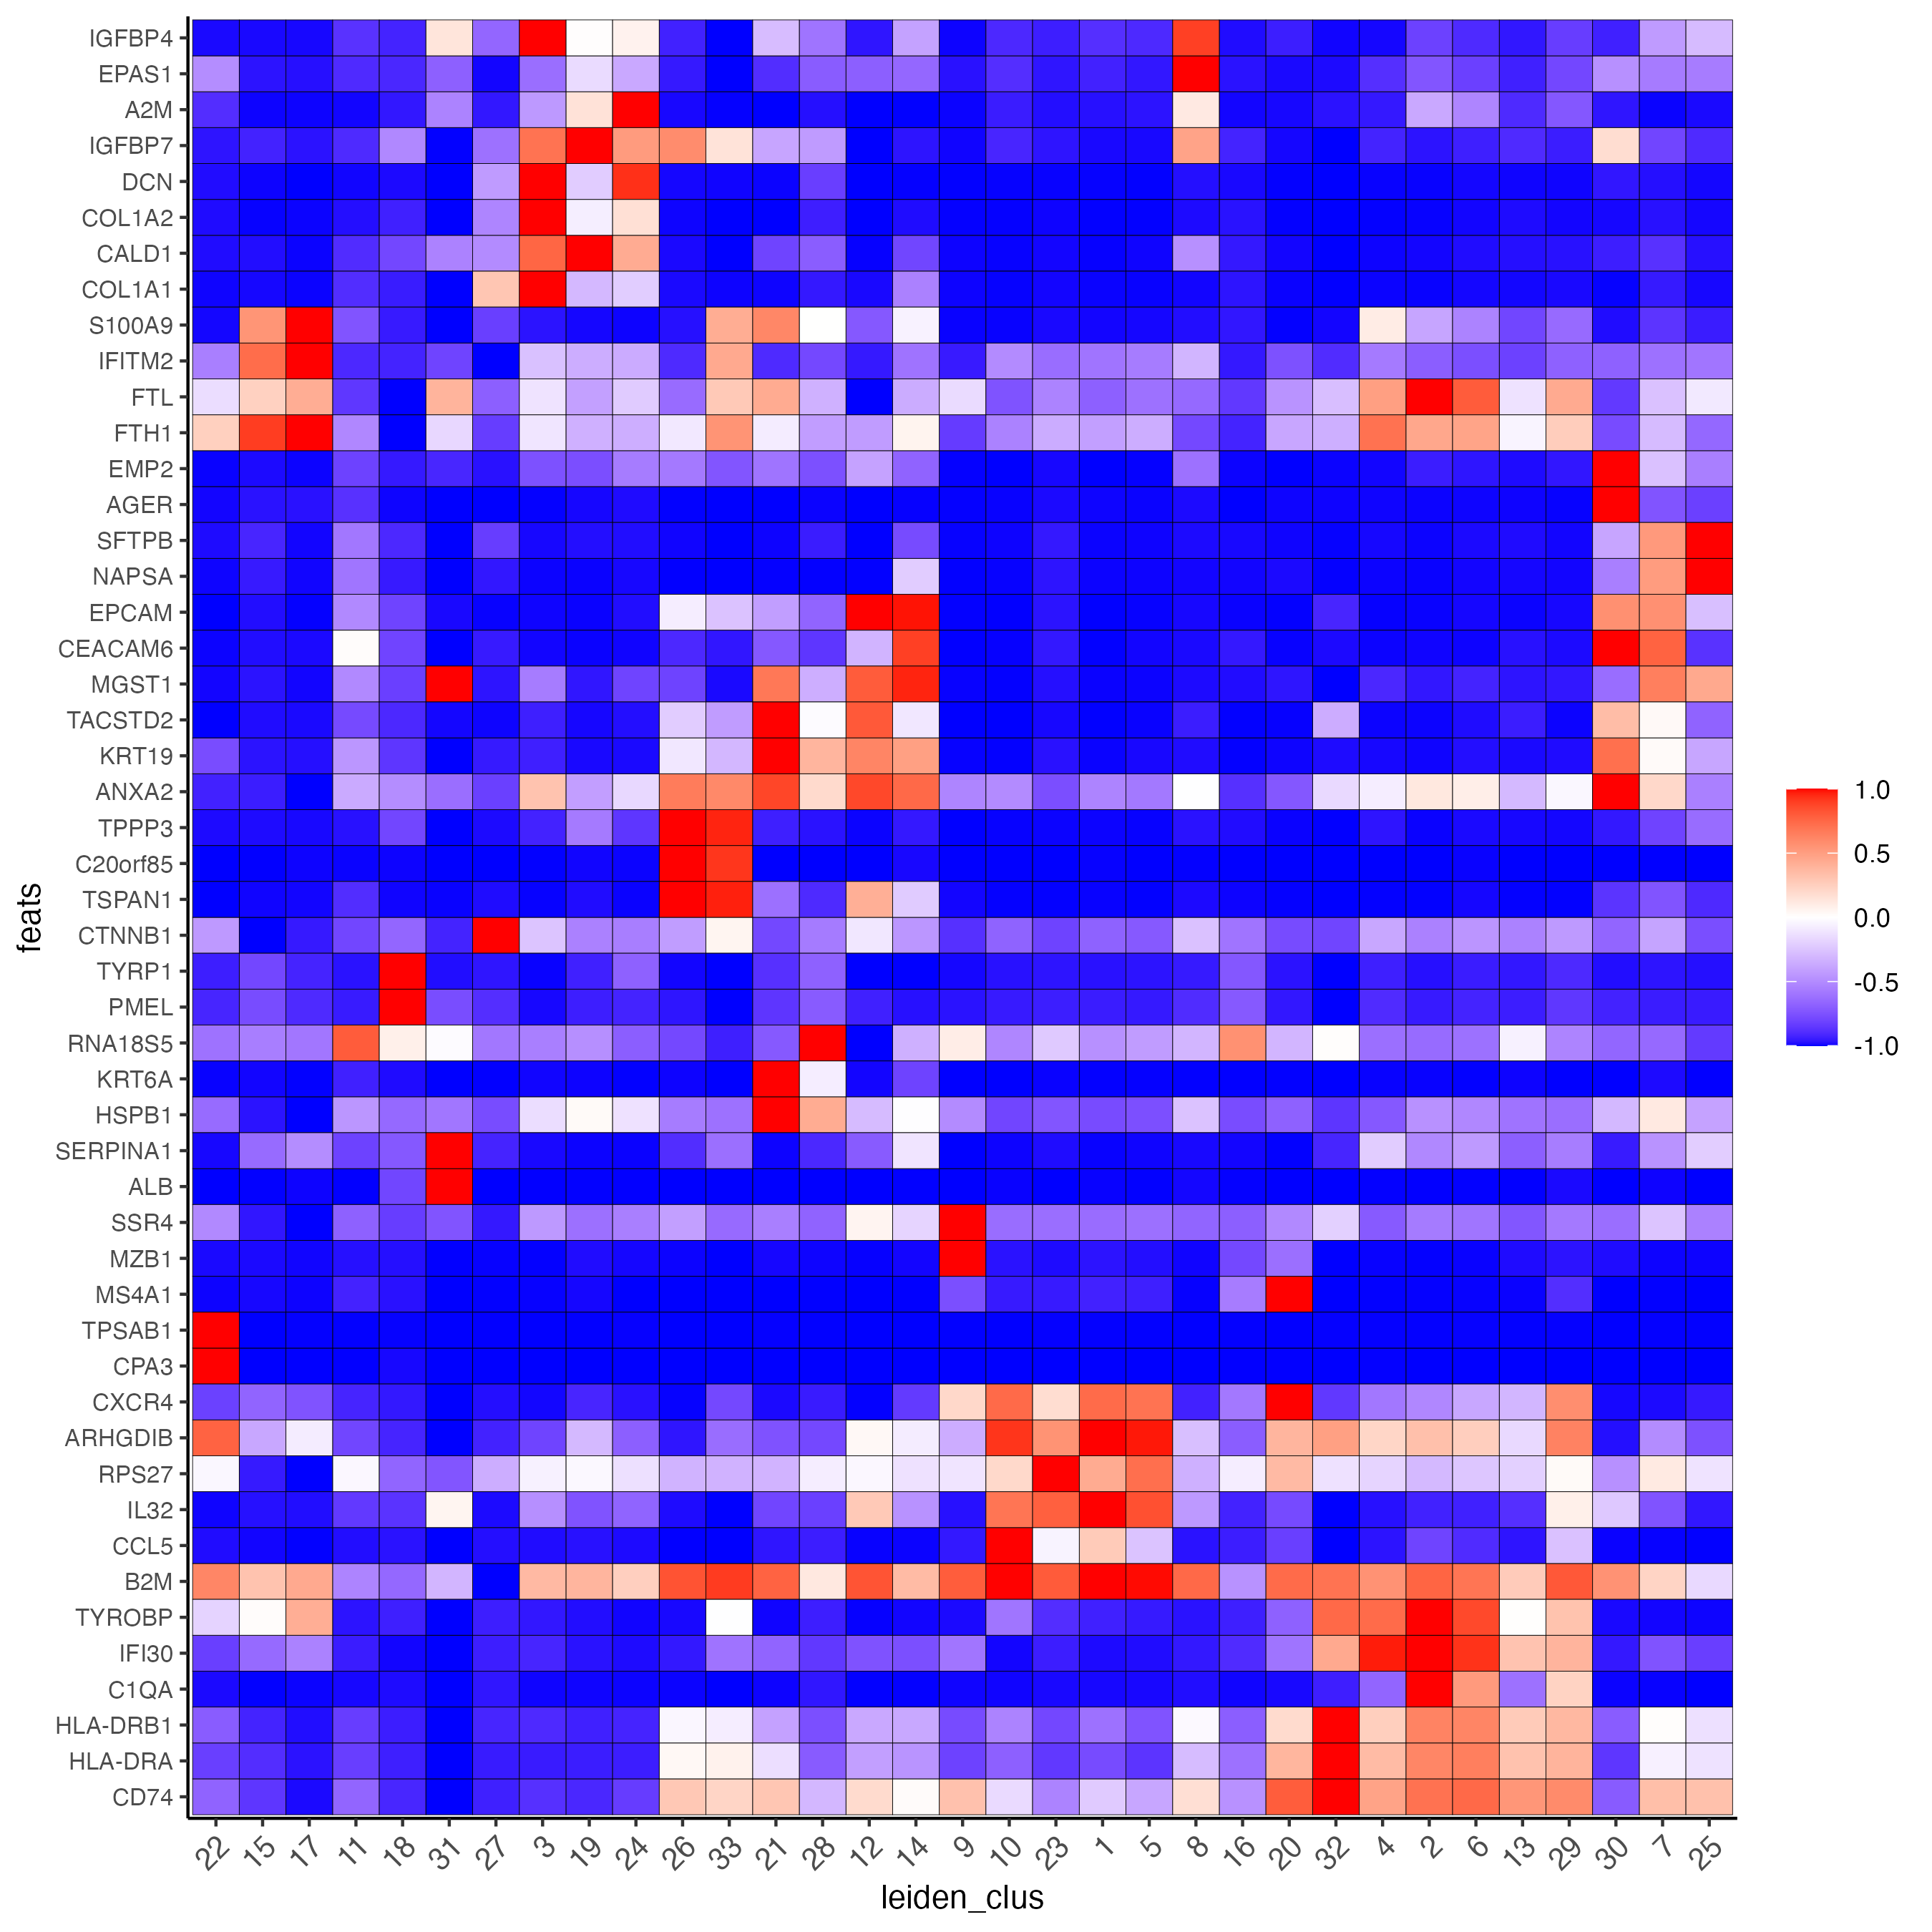 IGFBP4
EPAS1
A2M
IGFBP7
DCN
COL1A2
CALD1
COL1A1
S100A9
IFITM2
FTL
FTH1
EMP2
AGER
SFTPB
NAPSA
EPCAM
CEACAM6
MGST1
TACSTD2
KRT19
ANXA2
TPPP3
C20orf85
TSPAN1
CTNNB1
TYRP1
PMEL
RNA18S5
KRT6A
HSPB1
SERPINA1
ALB
SSR4
MZB1
MS4A1
TPSAB1
CPA3
CXCR4
ARHGDIB
RPS27
IL32
CCL5
B2M
TYROBP
IFI30
C1QA
HLA-DRB1
HLA-DRA
CD74
feats
22 15 17 11 18 31 27 3 19 24 26 33 21 28 12 14 9 10 23 1 5 8 16 20 32 4 2 6 13 29 30 7 25
leiden_clus
1.0
0.5
0.0
-0.5
-1.0